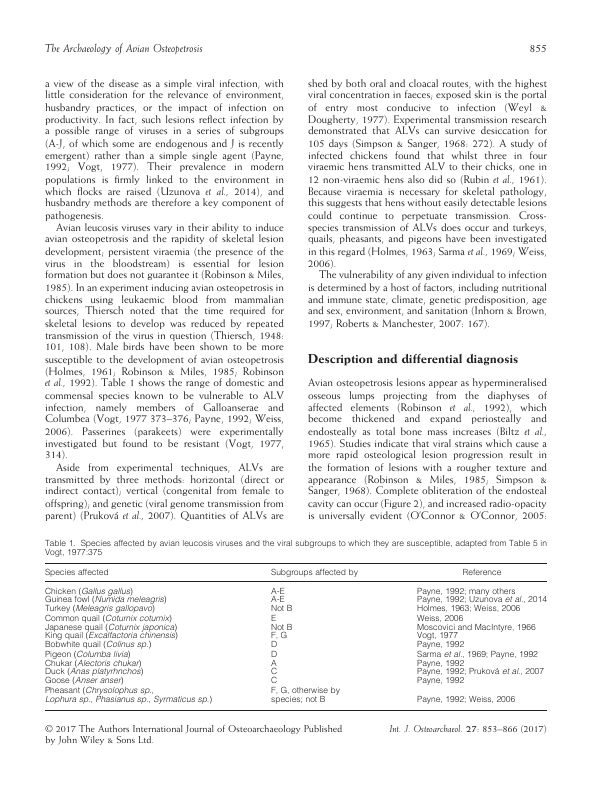 The Archaeology of Avian Osteopetrosis
855
a view of the disease as a simple viral infection, with
little consideration for the relevance of environment,
husbandry practices, or the impact of infection on
productivity. In fact, such lesions reflect infection by
a possible range of viruses in a series of subgroups
(A-J, of which some are endogenous and J is recently
emergent) rather than a simple single agent (Payne,
1992; Vogt, 1977). Their prevalence in modern
populations is firmly linked to the environment in
which flocks are raised (Uzunova et al., 2014), and
husbandry methods are therefore a key component of
pathogenesis.
Avian leucosis viruses vary in their ability to induce
avian osteopetrosis and the rapidity of skeletal lesion
development; persistent viraemia (the presence of the
virus in the bloodstream) is essential for lesion
formation but does not guarantee it (Robinson & Miles,
1985). In an experiment inducing avian osteopetrosis in
chickens using leukaemic blood from mammalian
sources, Thiersch noted that the time required for
skeletal lesions to develop was reduced by repeated
transmission of the virus in question (Thiersch, 1948:
101, 108). Male birds have been shown to be more
susceptible to the development of avian osteopetrosis
(Holmes, 1961; Robinson & Miles, 1985; Robinson
et al., 1992). Table 1 shows the range of domestic and
commensal species known to be vulnerable to ALV
infection, namely members of Galloanserae and
Columbea (Vogt, 1977 373–376; Payne, 1992; Weiss,
2006). Passerines (parakeets) were experimentally
investigated but found to be resistant (Vogt, 1977,
314).
Aside from experimental techniques, ALVs are
transmitted by three methods: horizontal (direct or
indirect contact); vertical (congenital from female to
offspring); and genetic (viral genome transmission from
parent) (Pruková et al., 2007). Quantities of ALVs are
shed by both oral and cloacal routes, with the highest
viral concentration in faeces; exposed skin is the portal
of entry most conducive to infection (Weyl &
Dougherty, 1977). Experimental transmission research
demonstrated that ALVs can survive desiccation for
105 days (Simpson & Sanger, 1968: 272). A study of
infected chickens found that whilst three in four
viraemic hens transmitted ALV to their chicks, one in
12 non-viraemic hens also did so (Rubin et al., 1961).
Because viraemia is necessary for skeletal pathology,
this suggests that hens without easily detectable lesions
could continue to perpetuate transmission. Cross-
species transmission of ALVs does occur and turkeys,
quails, pheasants, and pigeons have been investigated
in this regard (Holmes, 1963; Sarma et al., 1969; Weiss,
2006).
The vulnerability of any given individual to infection
is determined by a host of factors, including nutritional
and immune state, climate, genetic predisposition, age
and sex, environment, and sanitation (Inhorn & Brown,
1997; Roberts & Manchester, 2007: 167).
Description and differential diagnosis
Avian osteopetrosis lesions appear as hypermineralised
osseous lumps projecting from the diaphyses of
affected elements (Robinson et al., 1992), which
become thickened and expand periosteally and
endosteally as total bone mass increases (Biltz et al.,
1965). Studies indicate that viral strains which cause a
more rapid osteological lesion progression result in
the formation of lesions with a rougher texture and
appearance (Robinson & Miles, 1985; Simpson &
Sanger, 1968). Complete obliteration of the endosteal
cavity can occur (Figure 2), and increased radio-opacity
is universally evident (O'Connor & O'Connor, 2005:
Table 1. Species affected by avian leucosis viruses and the viral subgroups to which they are susceptible, adapted from Table 5 in
Vogt, 1977:375
Species affected Subgroups affected by Reference
Chicken (Gallus gallus) A-E Payne, 1992; many others
Guinea fowl (Numida meleagris) A-E Payne, 1992; Uzunova et al., 2014
Turkey (Meleagris gallopavo) Not B Holmes, 1963; Weiss, 2006
Common quail (Coturnix coturnix) E Weiss, 2006
Japanese quail (Coturnix japonica) Not B Moscovici and MacIntyre, 1966
King quail (Excalfactoria chinensis) F, G Vogt, 1977
Bobwhite quail (Colinus sp.) D Payne, 1992
Pigeon (Columba livia) D Sarma et al., 1969; Payne, 1992
Chukar (Alectoris chukar) A Payne, 1992
Duck (Anas platyrhnchos) C Payne, 1992; Pruková et al., 2007
Goose (Anser anser) C Payne, 1992
Pheasant (Chrysolophus sp., F, G, otherwise by
Lophura sp., Phasianus sp., Syrmaticus sp.) species; not B Payne, 1992; Weiss, 2006
© 2017 The Authors International Journal of Osteoarchaeology Published
by John Wiley & Sons Ltd.
Int. J. Osteoarchaeol. 27: 853–866 (2017)